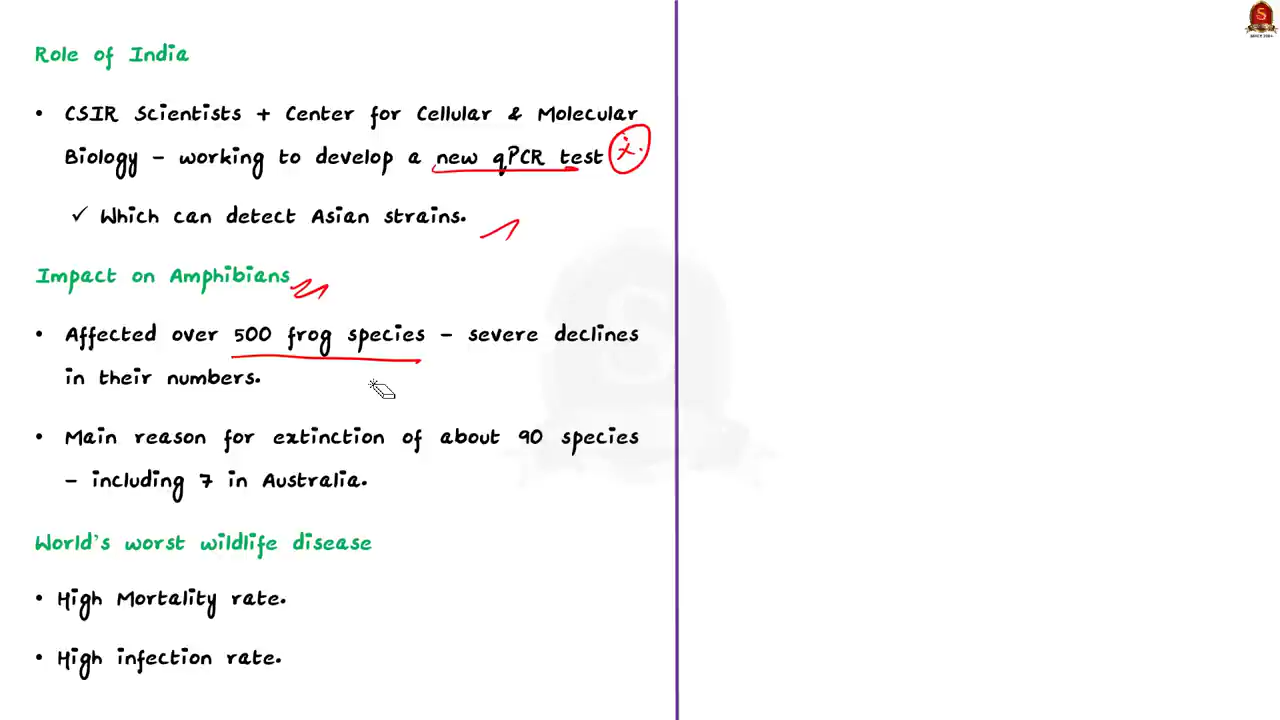 Role of India
• CSIR Scientists + Center for Cellular & Molecular
Biology - working to develop a new qPCR test
✓ Which can detect Asian strains.
Impact on Amphibians
• Affected over 500 frog species - severe declines
in their numbers.
• Main reason for extinction of about 90 species
- including 7 in Australia.
World's worst wildlife disease
• High Mortality rate.
• High infection rate.
S